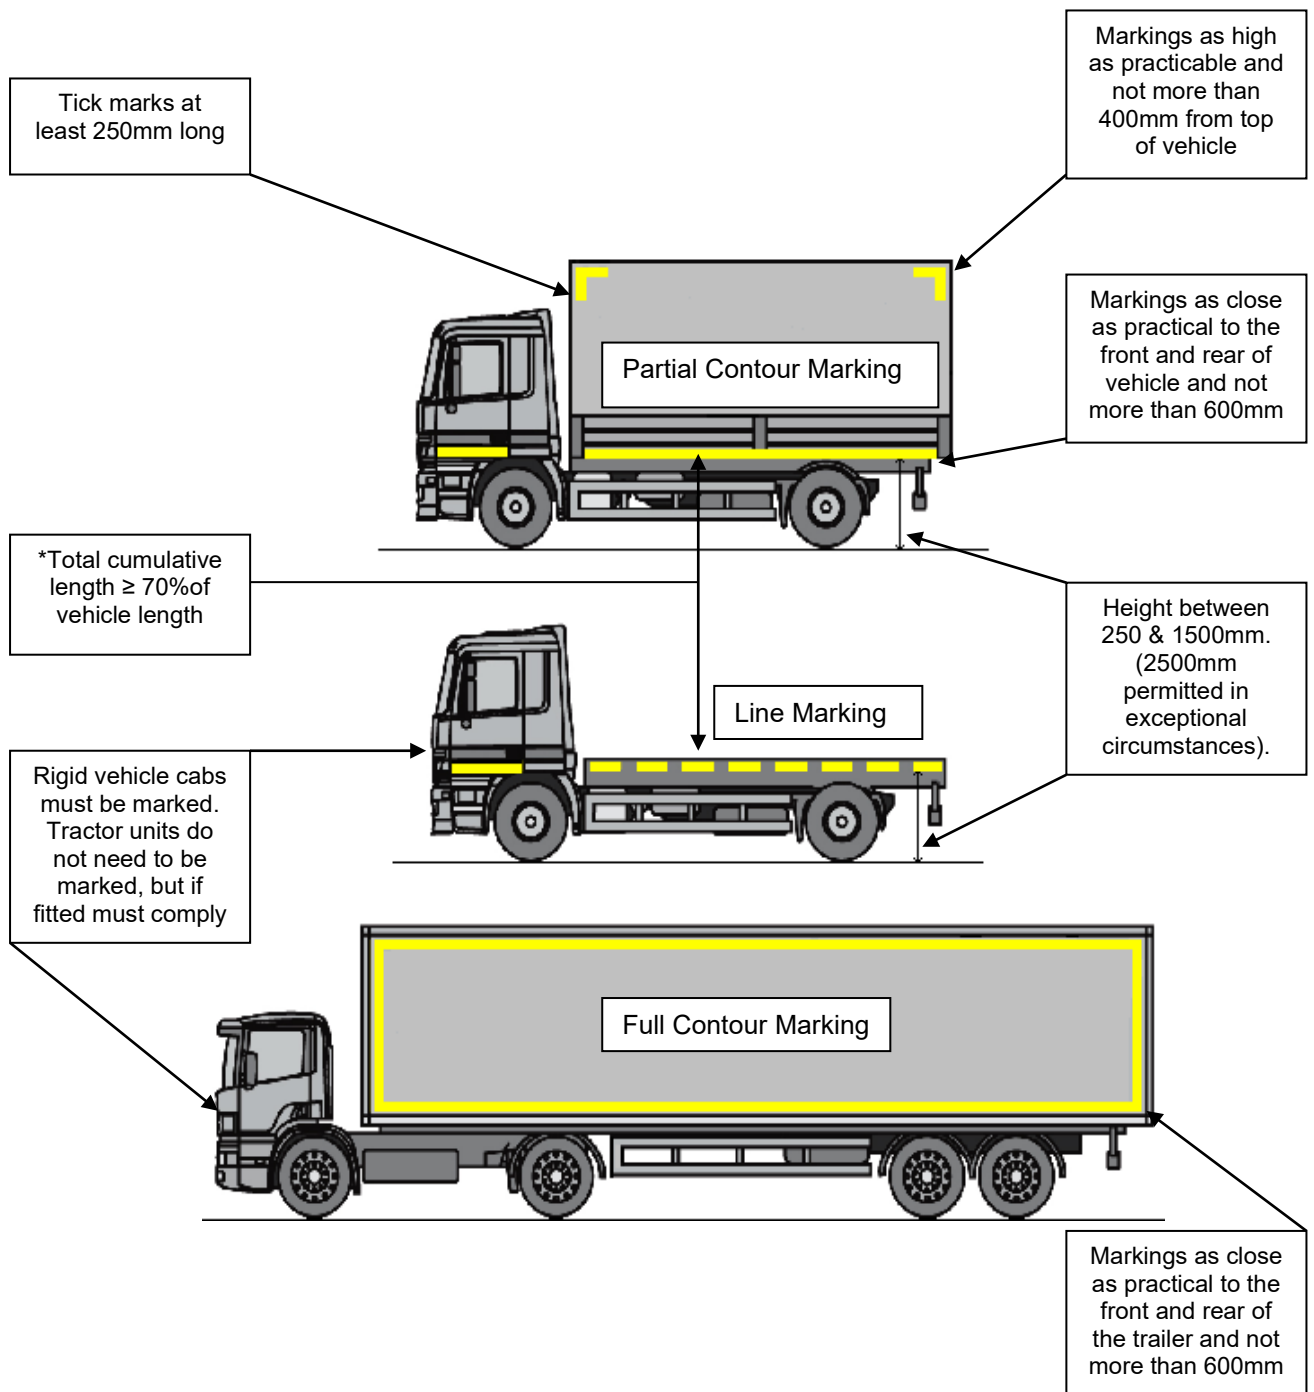 Markings as high
as practicable and
not more than
400mm from top
of vehicle
Tick marks at
least 250mm long
Markings as close
as practical to the
front and rear of
vehicle and not
more than 600mm
Partial Contour Marking
*Total cumulative
length ≥ 70%of
vehicle length
Height between
250 & 1500mm.
(2500mm
permitted in
exceptional
circumstances).
Line Marking
Rigid vehicle cabs
must be marked.
Tractor units do
not need to be
marked, but if
fitted must comply
Full Contour Marking
Markings as close
as practical to the
front and rear of
the trailer and not
more than 600mm